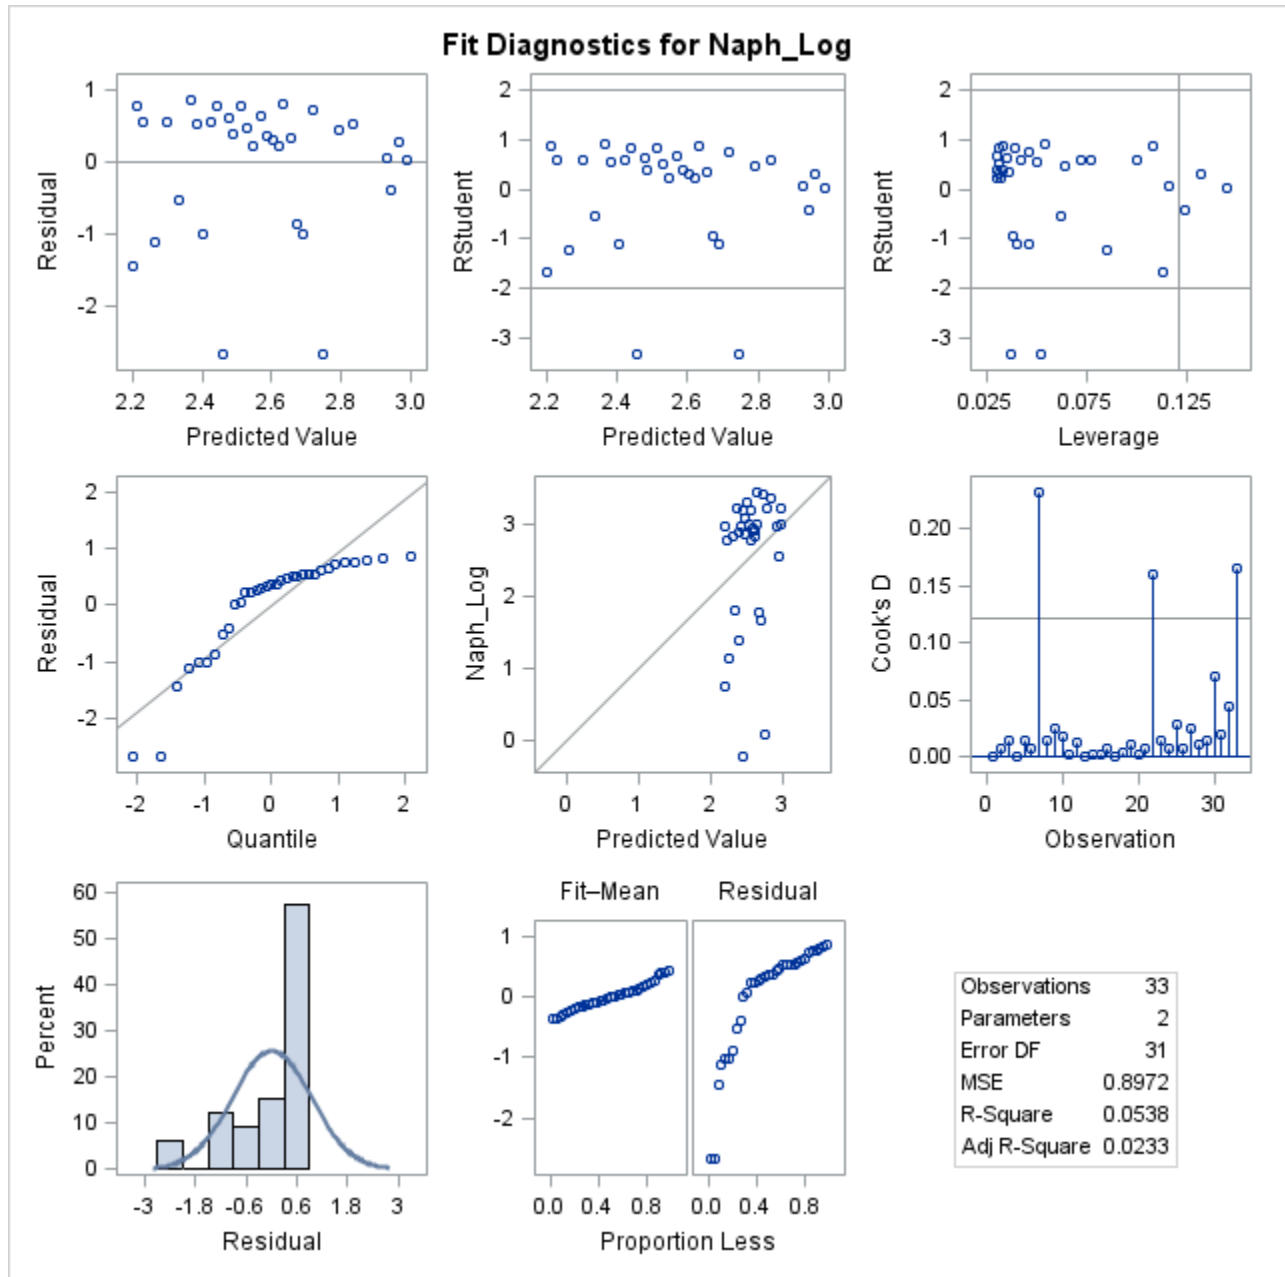 Fit Diagnostics for Naph_Log
1
0
-1
-2
Residual
2.2 2.4 2.6 2.8 3.0
Predicted Value
2
1
0
-1
-2
-3
RStudent
2.2 2.4 2.6 2.8 3.0
Predicted Value
2
1
0
-1
-2
-3
RStudent
0.025 0.075 0.125
Leverage
2
1
0
-1
-2
Residual
-2 -1 0 1 2
Quantile
3
2
1
0
Naph_Log
0 1 2 3
Predicted Value
0.20
0.15
0.10
0.05
0.00
Cook's D
0 10 20 30
Observation
60
50
40
30
20
10
0
Percent
-3 -1.8 -0.6 0.6 1.8 3
Residual
Fit–Mean Residual
1
0
-1
-2
0.0 0.4 0.8 0.0 0.4 0.8
Proportion Less
Observations 33
Parameters 2
Error DF 31
MSE 0.8972
R-Square 0.0538
Adj R-Square 0.0233